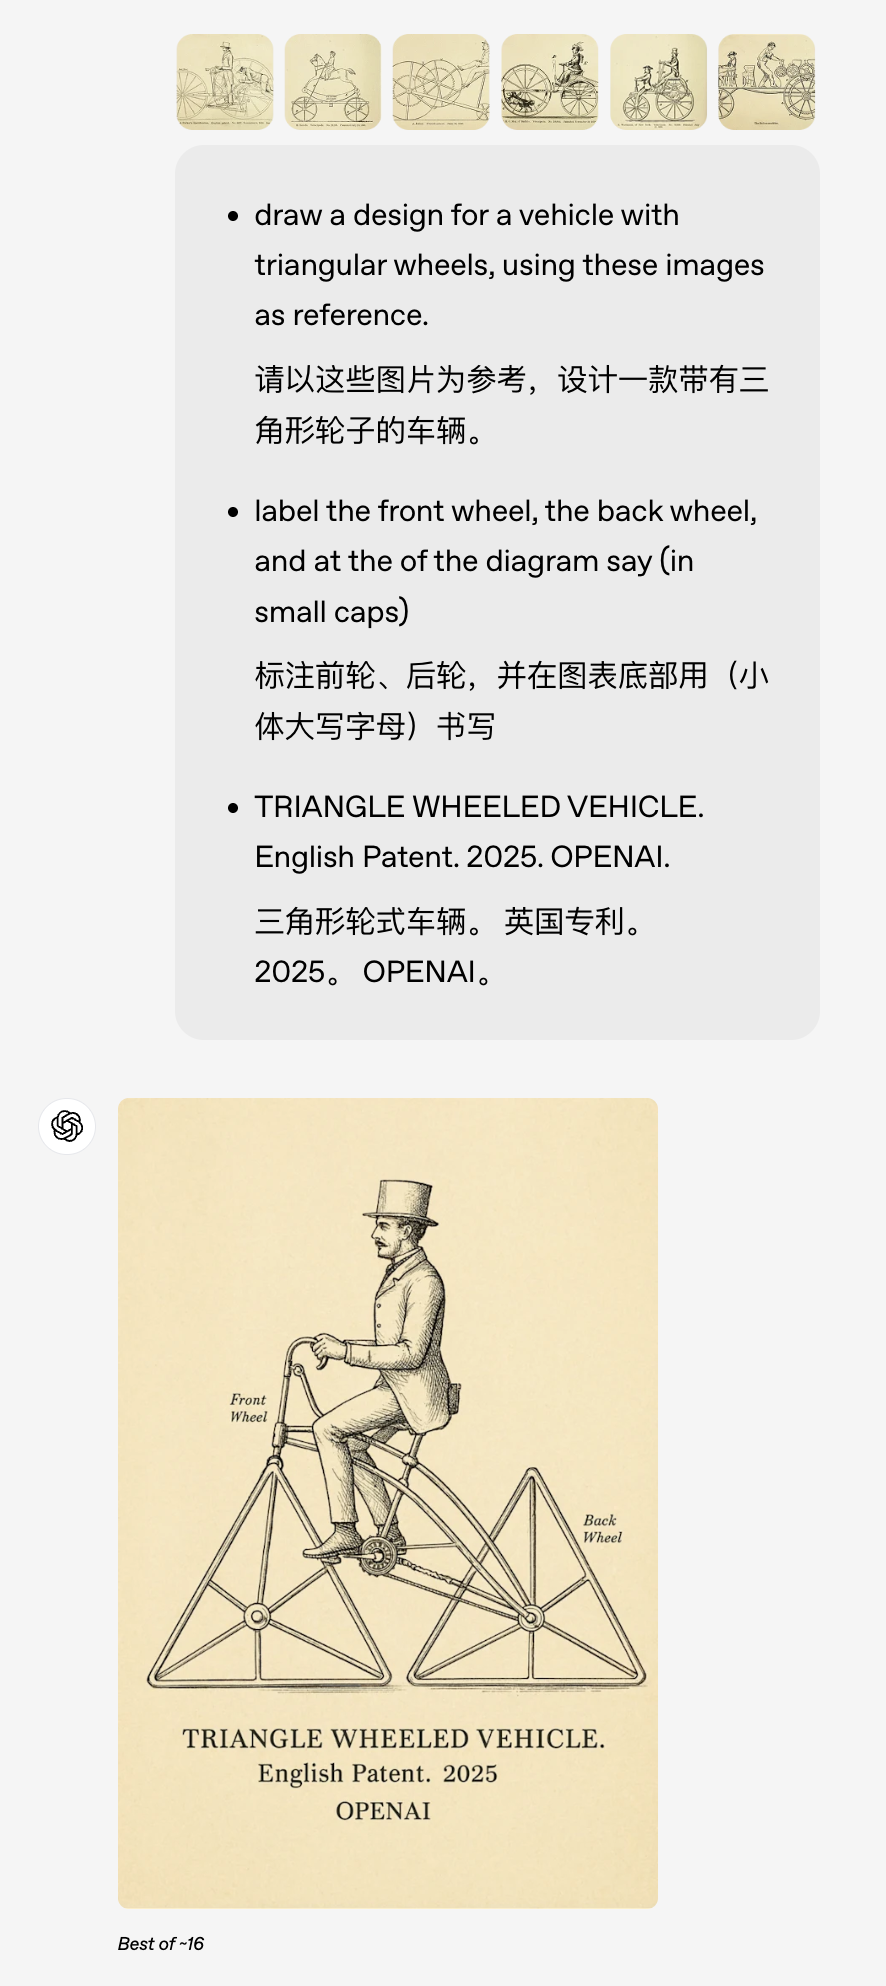 draw a design for a vehicle with
triangular wheels, using these images
as reference.
请以这些图片为参考，设计一款带有三
角形轮子的车辆。
label the front wheel, the back wheel,
and at the of the diagram say (in
small caps)
标注前轮、后轮，并在图表底部用（小
体大写字母）书写
TRIANGLE WHEELED VEHICLE.
English Patent. 2025. OPENAI.
三角形轮式车辆。 英国专利。
2025。 OPENAI。
Front
Wheel
Back
Wheel
TRIANGLE WHEELED VEHICLE.
English Patent. 2025
OPENAI
Best of ~16